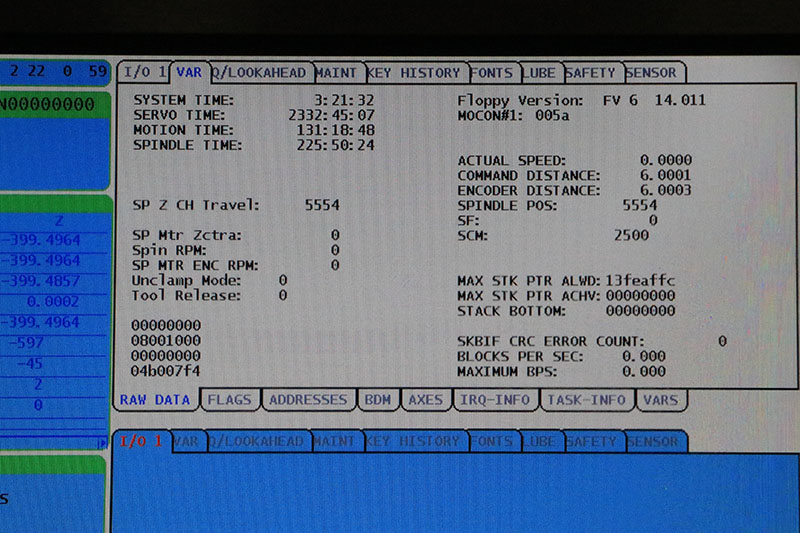 2 22 0 59
I/O 1 VAR Q/LOOKAHEAD MAINT KEY HISTORY FONTS LUBE SAFETY SENSOR
N00000000
SYSTEM TIME: 3:21:32
SERVO TIME: 2332:45:07
MOTION TIME: 131:18:48
SPINDLE TIME: 225:50:24
SP Z CH Travel: 5554
SP Mtr Zctra: 0
Spin RPM: 0
SP MTR ENC RPM: 0
Unclamp Mode: 0
Tool Release: 0
00000000
08001000
00000000
04b007f4
Floppy Version: FV 6 14.011
MOCON#1: 005a
ACTUAL SPEED: 0.0000
COMMAND DISTANCE: 6.0001
ENCODER DISTANCE: 6.0003
SPINDLE POS: 5554
SF: 0
SCM: 2500
MAX STK PTR ALWD: 13feaffc
MAX STK PTR ACHV: 00000000
STACK BOTTOM: 00000000
SKBIF CRC ERROR COUNT: 0
BLOCKS PER SEC: 0.000
MAXIMUM BPS: 0.000
Z
-399.4964
-399.4964
-399.4857
0.0002
-399.4964
-597
-45
2
0
RAW DATA FLAGS ADDRESSES BDM AXES IRQ-INFO TASK-INFO VARS
I/O 1 VAR Q/LOOKAHEAD MAINT KEY HISTORY FONTS LUBE SAFETY SENSOR
s